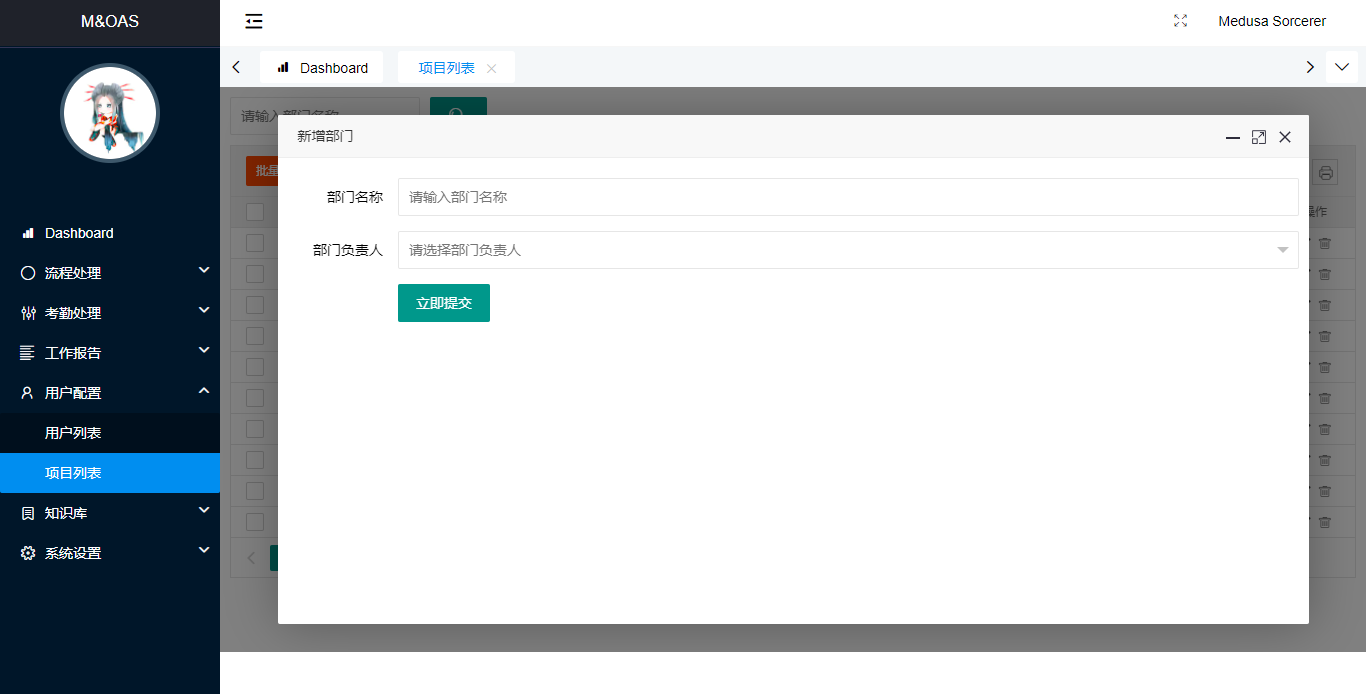 M&OAS
Medusa Sorcerer
Dashboard
项目列表
Dashboard
流程处理
考勤处理
工作报告
用户配置
用户列表
项目列表
知识库
系统设置
请输入部门名称
批量
操作
新增部门
部门名称
请输入部门名称
部门负责人
请选择部门负责人
立即提交